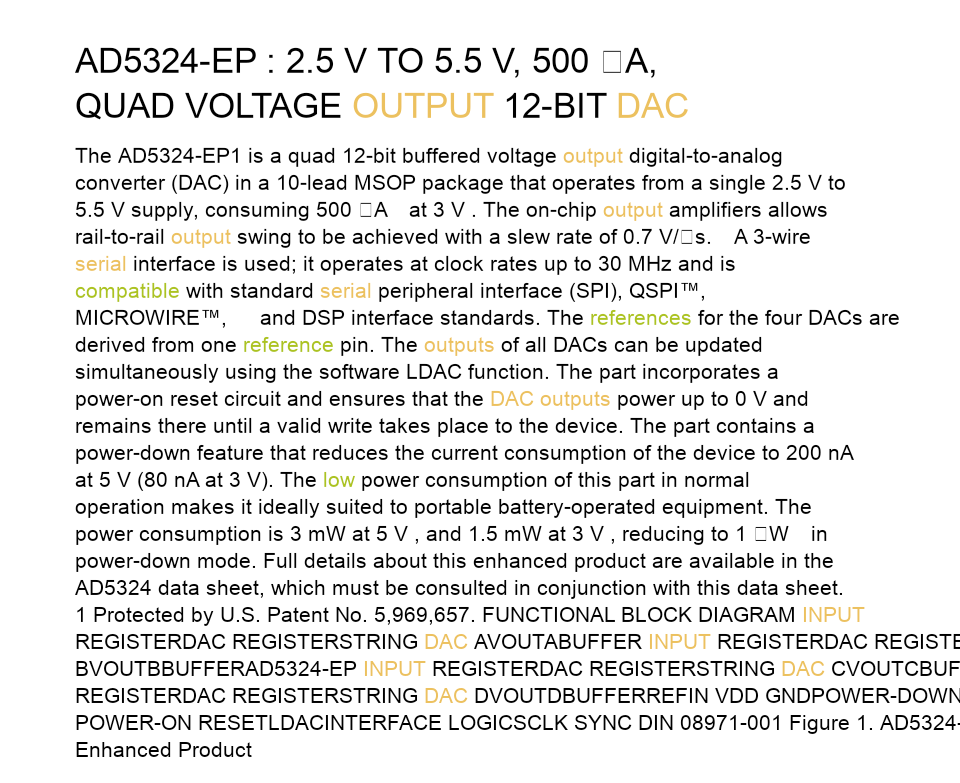 AD5324-EP : 2.5 V TO 5.5 V, 500 □A,
QUAD VOLTAGE OUTPUT 12-BIT DAC
The AD5324-EP1 is a quad 12-bit buffered voltage output digital-to-analog
converter (DAC) in a 10-lead MSOP package that operates from a single 2.5 V to
5.5 V supply, consuming 500 □A at 3 V . The on-chip output amplifiers allows
rail-to-rail output swing to be achieved with a slew rate of 0.7 V/□s. A 3-wire
serial interface is used; it operates at clock rates up to 30 MHz and is
compatible with standard serial peripheral interface (SPI), QSPI™,
MICROWIRE™, and DSP interface standards. The references for the four DACs are
derived from one reference pin. The outputs of all DACs can be updated
simultaneously using the software LDAC function. The part incorporates a
power-on reset circuit and ensures that the DAC outputs power up to 0 V and
remains there until a valid write takes place to the device. The part contains a
power-down feature that reduces the current consumption of the device to 200 nA
at 5 V (80 nA at 3 V). The low power consumption of this part in normal
operation makes it ideally suited to portable battery-operated equipment. The
power consumption is 3 mW at 5 V , and 1.5 mW at 3 V , reducing to 1 □W in
power-down mode. Full details about this enhanced product are available in the
AD5324 data sheet, which must be consulted in conjunction with this data sheet.
1 Protected by U.S. Patent No. 5,969,657. FUNCTIONAL BLOCK DIAGRAM INPUT
REGISTERDAC REGISTERSTRING DAC AVOUTABUFFER INPUT REGISTERDAC REGISTE
BVOUTBBUFFERAD5324-EP INPUT REGISTERDAC REGISTERSTRING DAC CVOUTCBUF
REGISTERDAC REGISTERSTRING DAC DVOUTDBUFFERREFIN VDD GNDPOWER-DOWN
POWER-ON RESETLDACINTERFACE LOGICSCLK SYNC DIN 08971-001 Figure 1. AD5324-
Enhanced Product